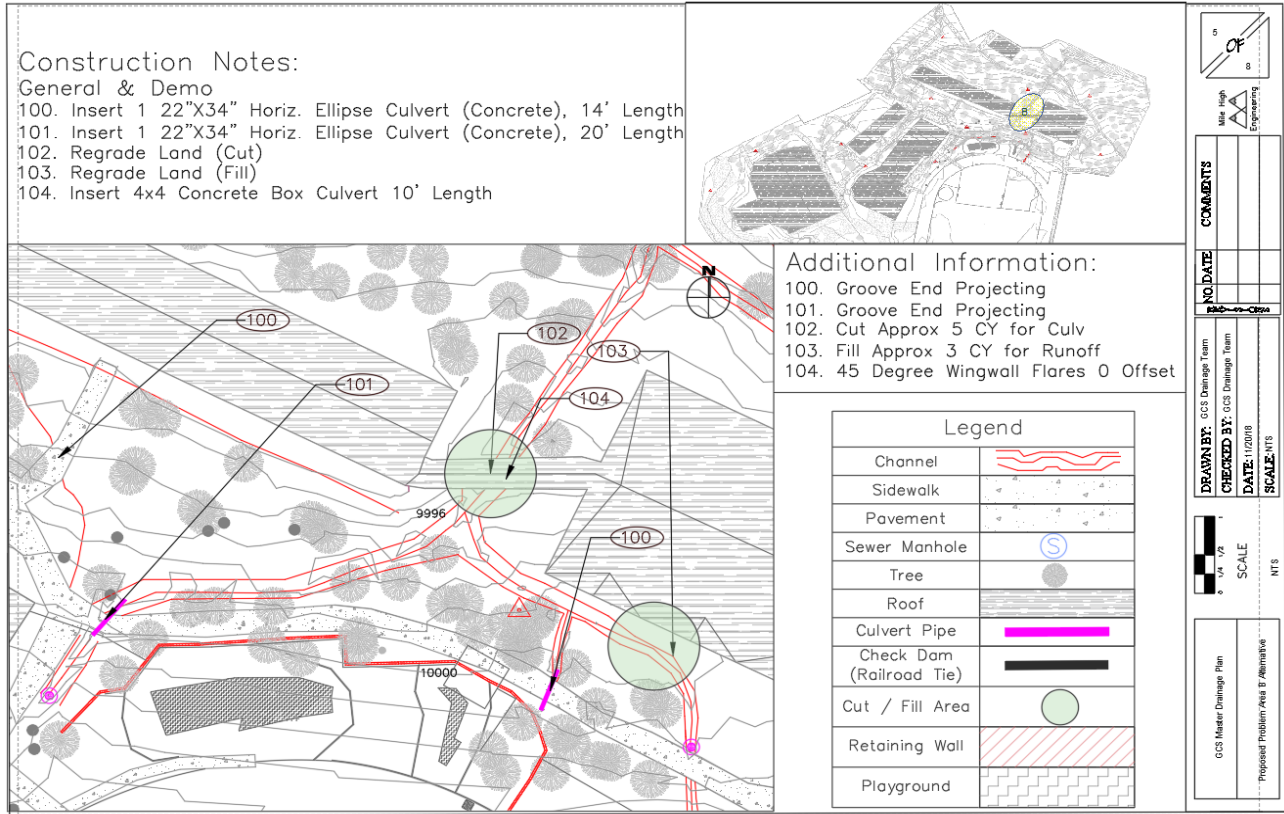 Construction Notes:
General & Demo
100. Insert 1 22"X34" Horiz. Ellipse Culvert (Concrete), 14' Length
101. Insert 1 22"X34" Horiz. Ellipse Culvert (Concrete), 20' Length
102. Regrade Land (Cut)
103. Regrade Land (Fill)
104. Insert 4x4 Concrete Box Culvert 10' Length
B
Additional Information:
100. Groove End Projecting
101. Groove End Projecting
102. Cut Approx 5 CY for Culv
103. Fill Approx 3 CY for Runoff
104. 45 Degree Wingwall Flares 0 Offset
N
100
102
103
101
104
9996
100
10000
Legend
Channel
Sidewalk
Pavement
Sewer Manhole
S
Tree
Roof
Culvert Pipe
Check Dam
(Railroad Tie)
Cut / Fill Area
Retaining Wall
Playground
5
OF
8
Mile High
Engineering
NO.
DATE
COMMENTS
DRAWN BY: GCS Drainage Team
CHECKED BY: GCS Drainage Team
DATE: 11/20/18
SCALE: NTS
0 1/4 1/2 1
SCALE
NTS
GCS Master Drainage Plan
Proposed Problem Area B Alternative